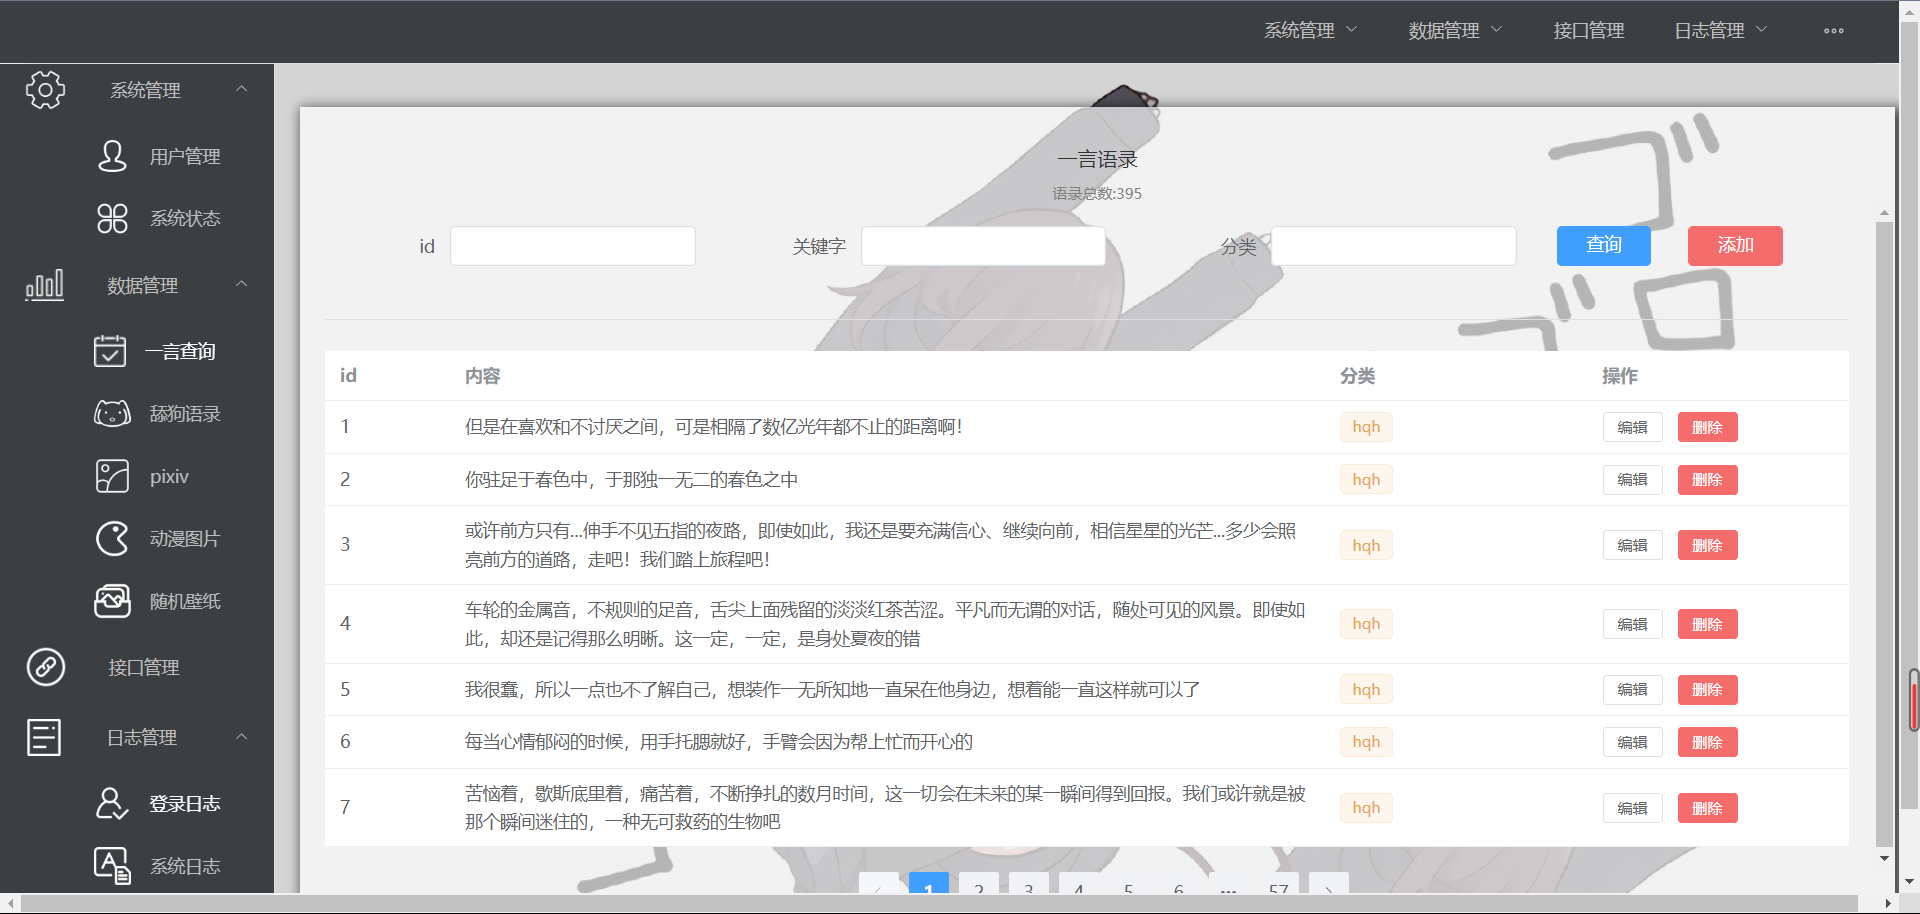 系统管理 数据管理 接口管理 日志管理
系统管理
用户管理
系统状态
数据管理
一言查询
舔狗语录
pixiv
动漫图片
随机壁纸
接口管理
日志管理
登录日志
系统日志
一言语录
语录总数:395
id 关键字 分类 查询 添加
ゴ
ゴロ
id 内容 分类 操作
1 但是在喜欢和不讨厌之间，可是相隔了数亿光年都不止的距离啊！ hqh 编辑 删除
2 你驻足于春色中，于那独一无二的春色之中 hqh 编辑 删除
3 或许前方只有...伸手不见五指的夜路，即使如此，我还是要充满信心、继续向前，相信星星的光芒...多少会照
亮前方的道路，走吧！我们踏上旅程吧！ hqh 编辑 删除
4 车轮的金属音，不规则的足音，舌尖上面残留的淡淡红茶苦涩。平凡而无谓的对话，随处可见的风景。即使如
此，却还是记得那么明晰。这一定，一定，是身处夏夜的错 hqh 编辑 删除
5 我很蠢，所以一点也不了解自己，想装作一无所知地一直呆在他身边，想着能一直这样就可以了 hqh 编辑 删除
6 每当心情郁闷的时候，用手托腮就好，手臂会因为帮上忙而开心的 hqh 编辑 删除
7 苦恼着，歇斯底里着，痛苦着，不断挣扎的数月时间，这一切会在未来的某一瞬间得到回报。我们或许就是被
那个瞬间迷住的，一种无可救药的生物吧 hqh 编辑 删除
1 2 3 4 5 6 ... 57